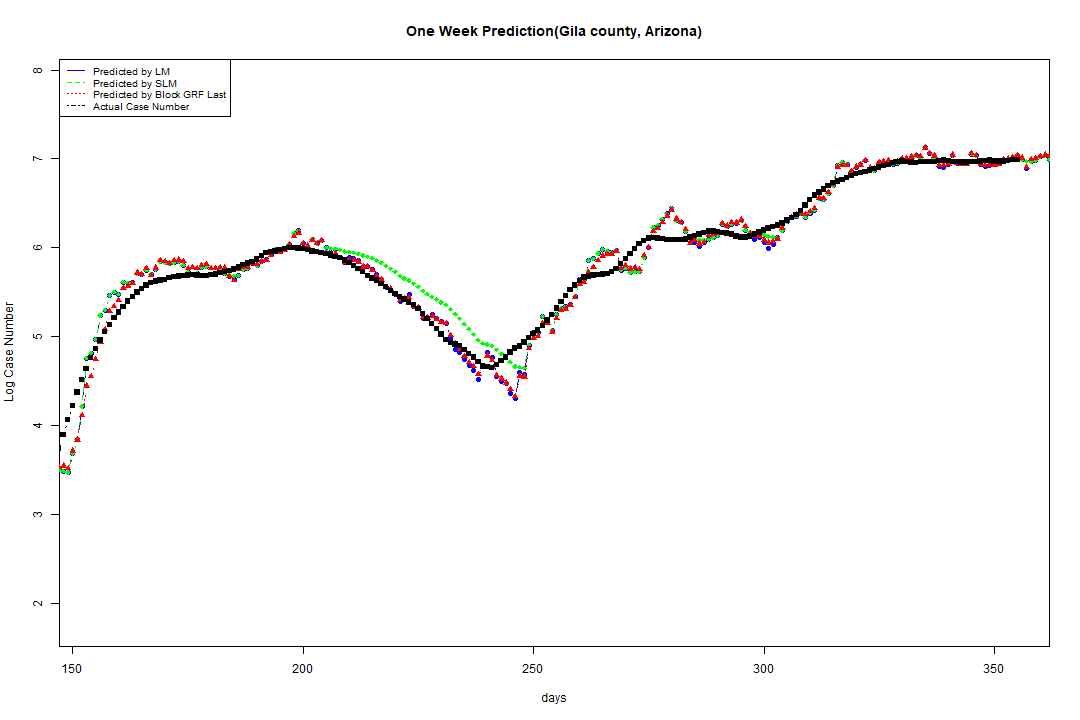 One Week Prediction(Gila county, Arizona)
Predicted by LM
Predicted by SLM
Predicted by Block GRF Last
Actual Case Number
8
7
6
5
4
3
2
Log Case Number
150 200 250 300 350
days